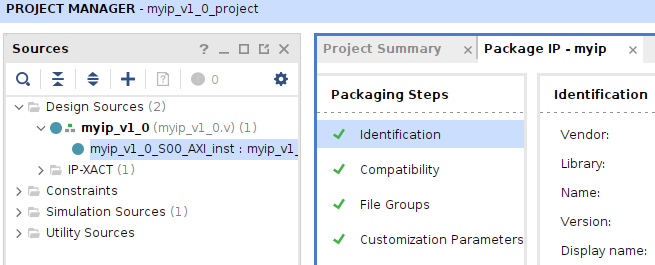 PROJECT MANAGER - myip_v1_0_project
Sources
0
Design Sources (2)
myip_v1_0 (myip_v1_0.v) (1)
myip_v1_0_S00_AXI_inst : myip_v1_
IP-XACT (1)
Constraints
Simulation Sources (1)
Utility Sources
Project Summary
Package IP - myip
Packaging Steps
Identification
Compatibility
File Groups
Customization Parameters
Identification
Vendor:
Library:
Name:
Version:
Display name: